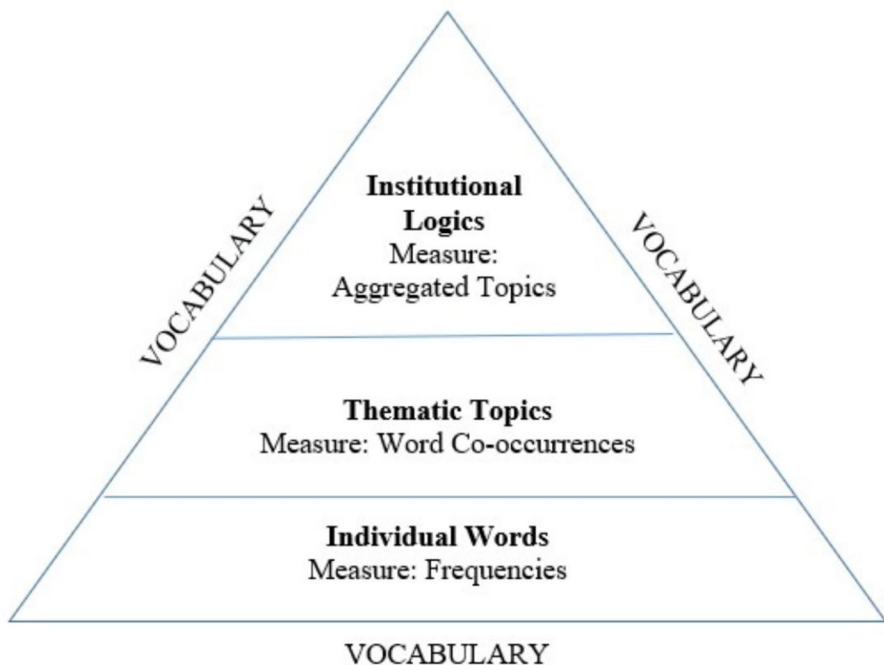 Institutional
Logics
Measure:
Aggregated Topics
VOCABULARY
VOCABULARY
Thematic Topics
Measure: Word Co-occurrences
Individual Words
Measure: Frequencies
VOCABULARY